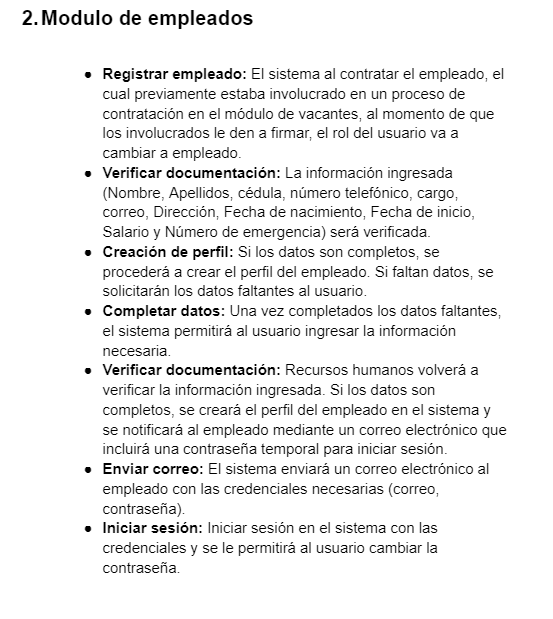 2. Modulo de empleados
● Registrar empleado: El sistema al contratar el empleado, el
cual previamente estaba involucrado en un proceso de
contratación en el módulo de vacantes, al momento de que
los involucrados le den a firmar, el rol del usuario va a
cambiar a empleado.
● Verificar documentación: La información ingresada
(Nombre, Apellidos, cédula, número telefónico, cargo,
correo, Dirección, Fecha de nacimiento, Fecha de inicio,
Salario y Número de emergencia) será verificada.
● Creación de perfil: Si los datos son completos, se
procederá a crear el perfil del empleado. Si faltan datos, se
solicitarán los datos faltantes al usuario.
● Completar datos: Una vez completados los datos faltantes,
el sistema permitirá al usuario ingresar la información
necesaria.
● Verificar documentación: Recursos humanos volverá a
verificar la información ingresada. Si los datos son
completos, se creará el perfil del empleado en el sistema y
se notificará al empleado mediante un correo electrónico que
incluirá una contraseña temporal para iniciar sesión.
● Enviar correo: El sistema enviará un correo electrónico al
empleado con las credenciales necesarias (correo,
contraseña).
● Iniciar sesión: Iniciar sesión en el sistema con las
credenciales y se le permitirá al usuario cambiar la
contraseña.